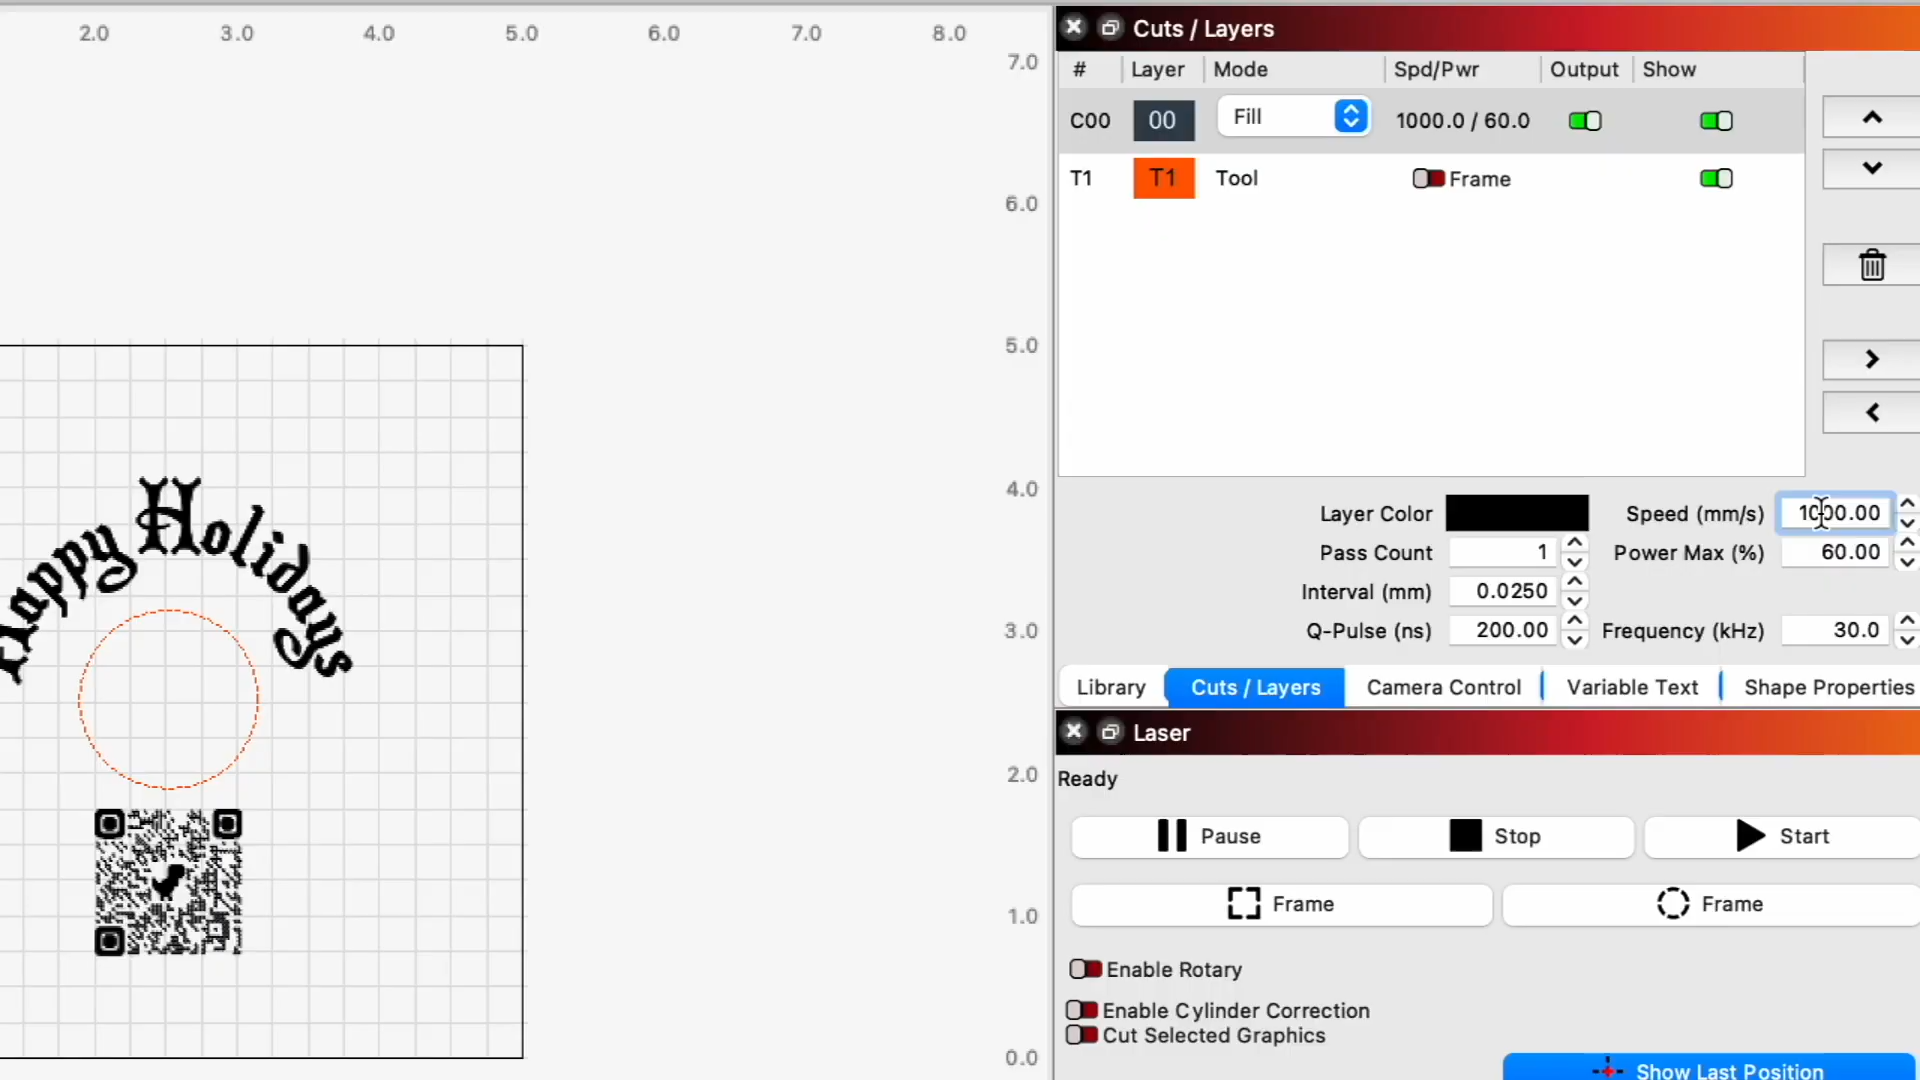 2.0 3.0 4.0 5.0 6.0 7.0 8.0
7.0
6.0
5.0
4.0
3.0
2.0
1.0
0.0
Happy Holidays
Cuts / Layers
# Layer Mode Spd/Pwr Output Show
C00 00 Fill 1000.0 / 60.0
T1 T1 Tool Frame
Layer Color Speed (mm/s) 1000.00
Pass Count 1 Power Max (%) 60.00
Interval (mm) 0.0250
Q-Pulse (ns) 200.00 Frequency (kHz) 30.0
Library Cuts / Layers Camera Control Variable Text Shape Properties
Laser
Ready
Pause Stop Start
Frame Frame
Enable Rotary
Enable Cylinder Correction
Cut Selected Graphics
Show Last Position